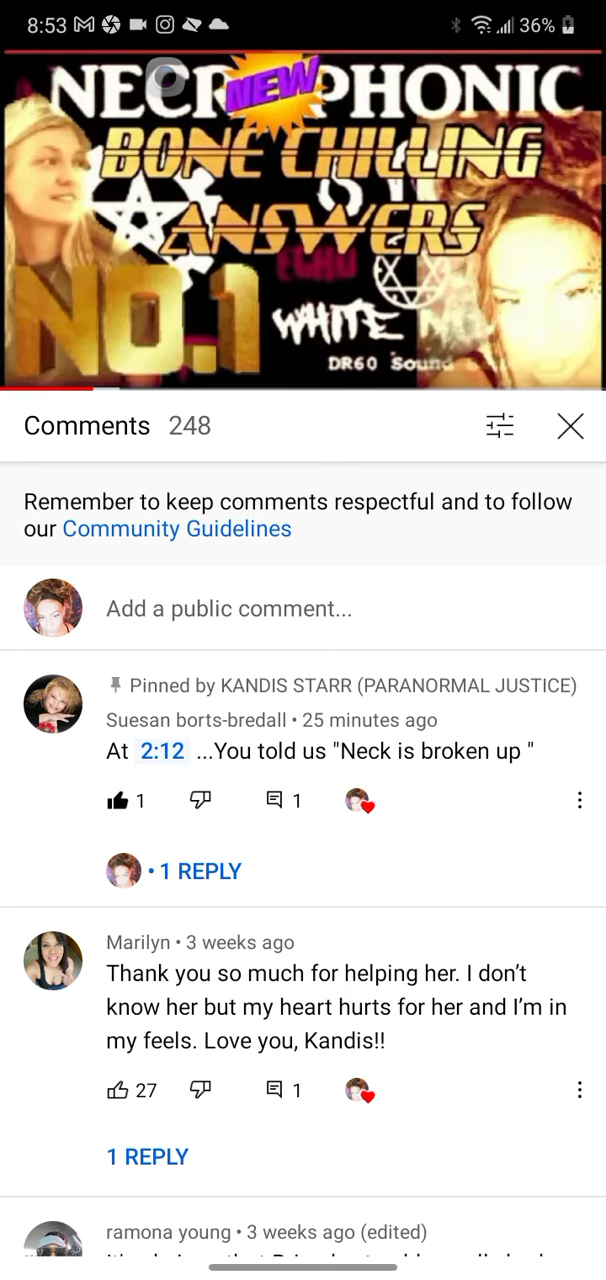 8:53
36%
NECR PHONIC
NEW
BONE CHILLING
ANSWERS
ECHO
NO.1
WHITE
DR60 Sound
Comments 248
Remember to keep comments respectful and to follow
our Community Guidelines
Add a public comment...
Pinned by KANDIS STARR (PARANORMAL JUSTICE)
Suesan borts-bredall • 25 minutes ago
At 2:12 ...You told us "Neck is broken up "
1
1
• 1 REPLY
Marilyn • 3 weeks ago
Thank you so much for helping her. I don’t
know her but my heart hurts for her and I’m in
my feels. Love you, Kandis!!
27
1
1 REPLY
ramona young • 3 weeks ago (edited)